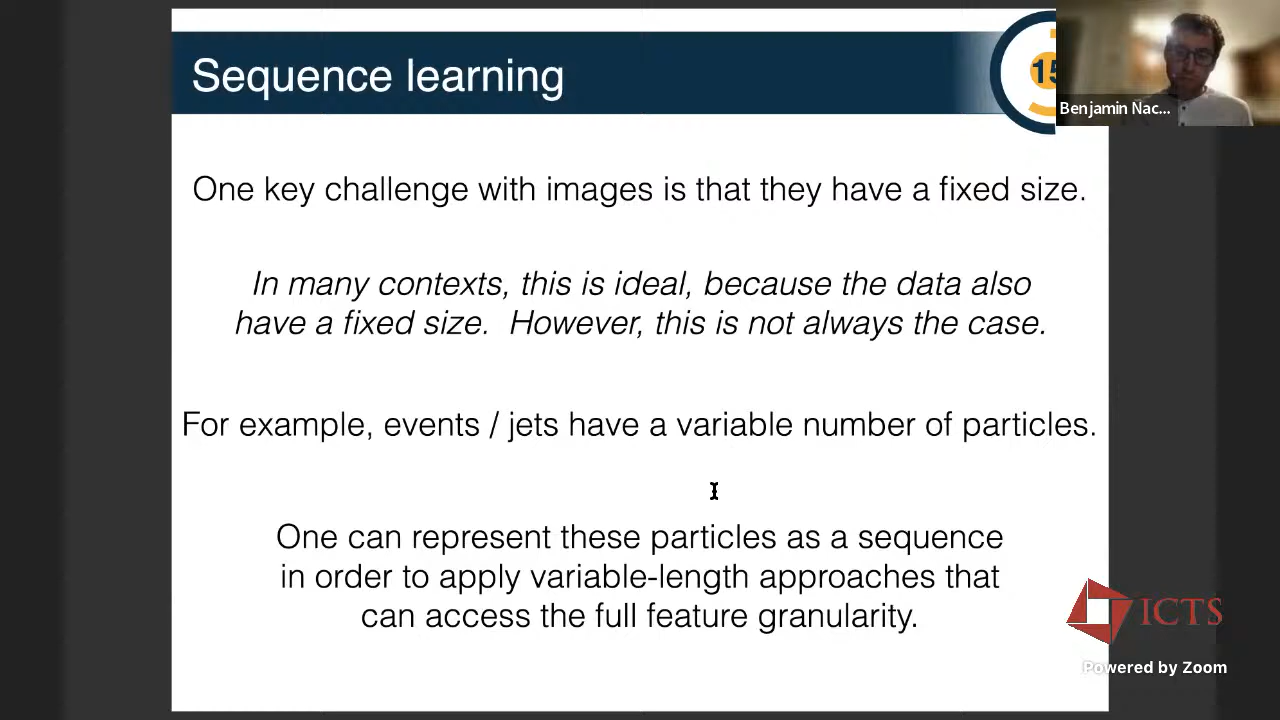 Sequence learning
15
Benjamin Nac...
One key challenge with images is that they have a fixed size.
In many contexts, this is ideal, because the data also
have a fixed size.  However, this is not always the case.
For example, events / jets have a variable number of particles.
One can represent these particles as a sequence
in order to apply variable-length approaches that
can access the full feature granularity.
ICTS
Powered by Zoom